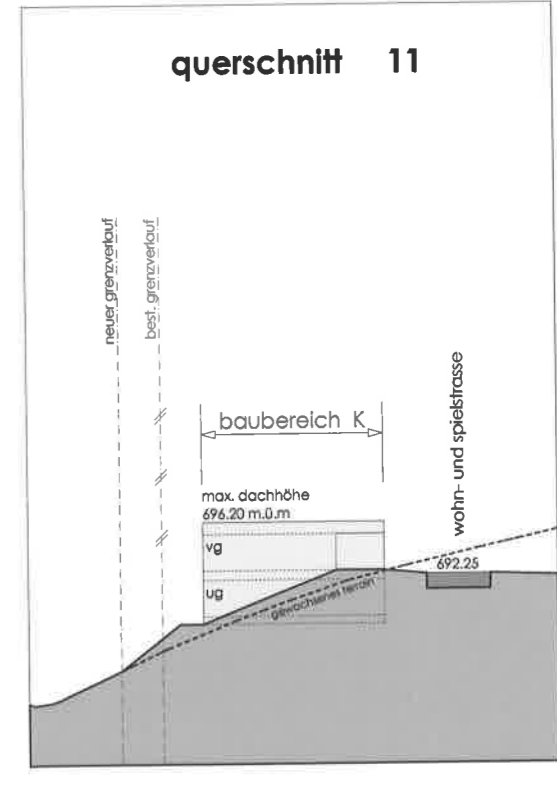 querschnitt 11
neuer grenzverlauf
best. grenzverlauf
wohn- und spielstrasse
baubereich K
max. dachhöhe
696.20 m.ü.m
vg
692.25
ug
gewachsenes terrain